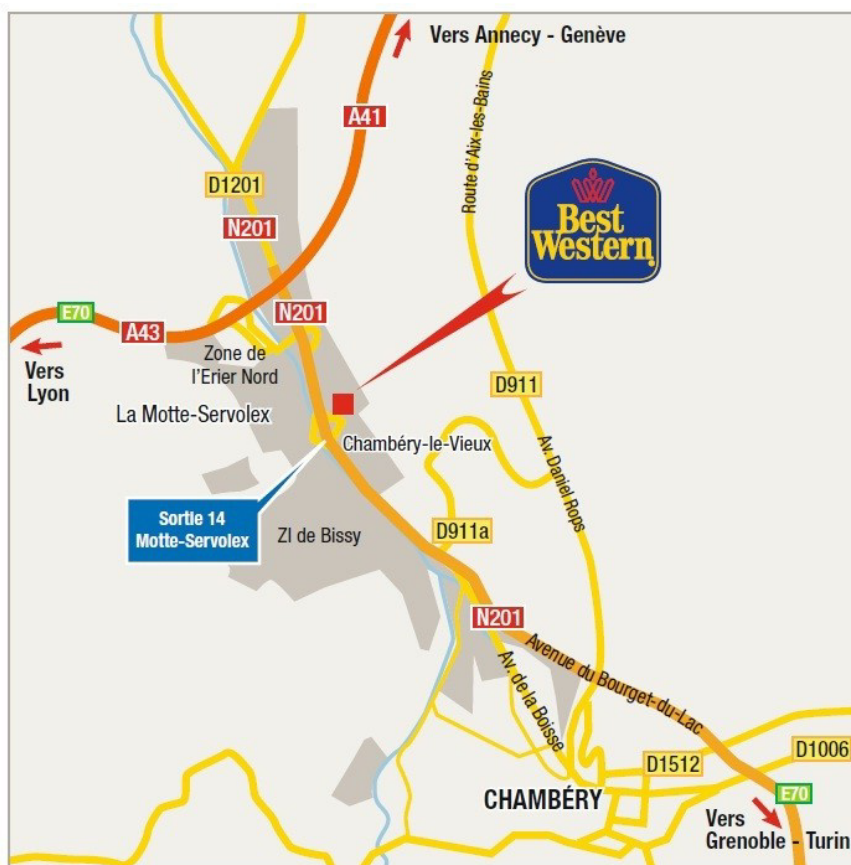 Vers Annecy - Genève
A41
Route d'Aix-les-Bains
D1201
Best
Western
N201
E70
A43
N201
Vers
Lyon
Zone de
l'Erier Nord
D911
La Motte-Servolex
Chambéry-le-Vieux
Av. Daniel Rops
Sortie 14
Motte-Servolex
ZI de Bissy
D911a
N201
Avenue du Bourget-du-Lac
Av. de la Boisse
D1512
D1006
CHAMBÉRY
E70
Vers
Grenoble - Turin